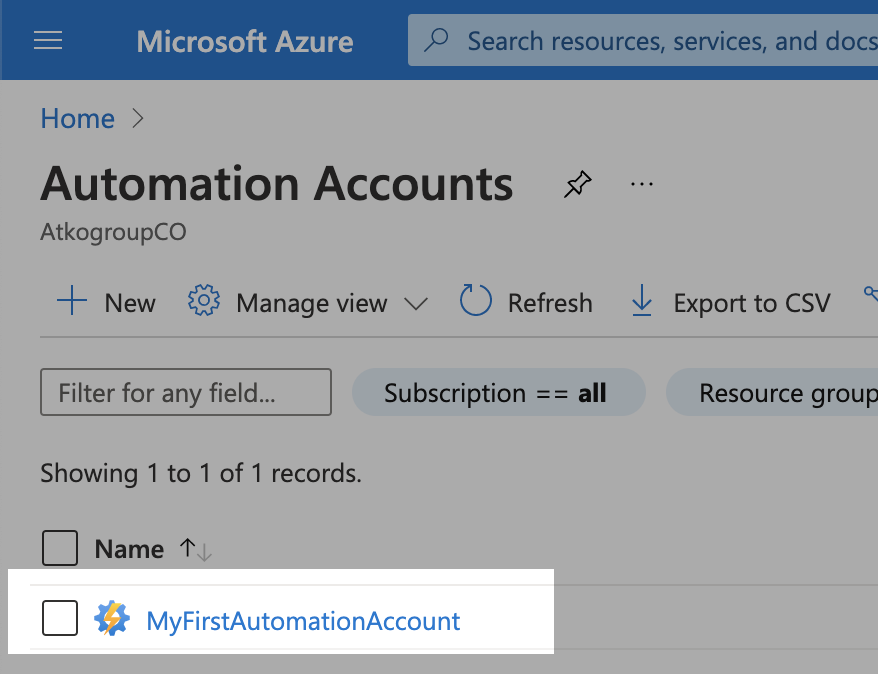 Microsoft Azure
Search resources, services, and docs
Home
Automation Accounts
AtkogroupCO
New Manage view Refresh Export to CSV
Filter for any field... Subscription == all Resource group
Showing 1 to 1 of 1 records.
Name
MyFirstAutomationAccount